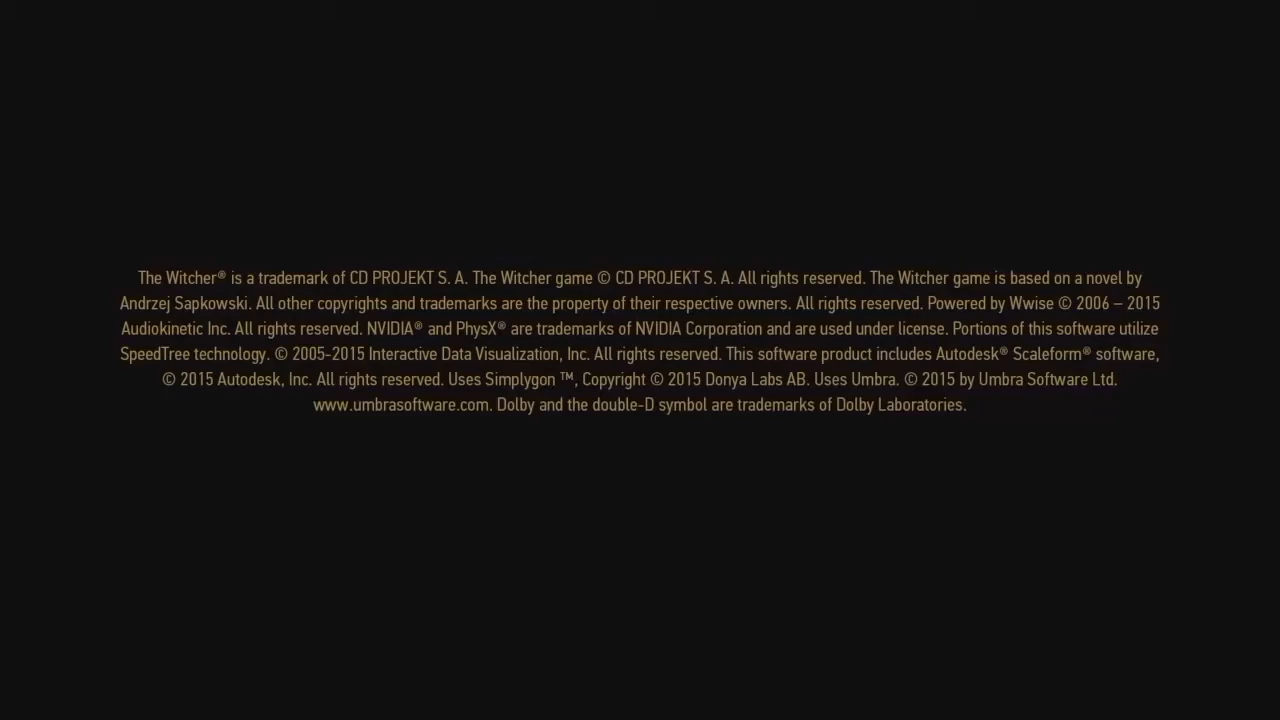 The Witcher® is a trademark of CD PROJEKT S. A. The Witcher game © CD PROJEKT S. A. All rights reserved. The Witcher game is based on a novel by
Andrzej Sapkowski. All other copyrights and trademarks are the property of their respective owners. All rights reserved. Powered by Wwise © 2006 – 2015
Audiokinetic Inc. All rights reserved. NVIDIA® and PhysX® are trademarks of NVIDIA Corporation and are used under license. Portions of this software utilize
SpeedTree technology. © 2005-2015 Interactive Data Visualization, Inc. All rights reserved. This software product includes Autodesk® Scaleform® software,
© 2015 Autodesk, Inc. All rights reserved. Uses Simplygon ™, Copyright © 2015 Donya Labs AB. Uses Umbra. © 2015 by Umbra Software Ltd.
www.umbrasoftware.com. Dolby and the double-D symbol are trademarks of Dolby Laboratories.